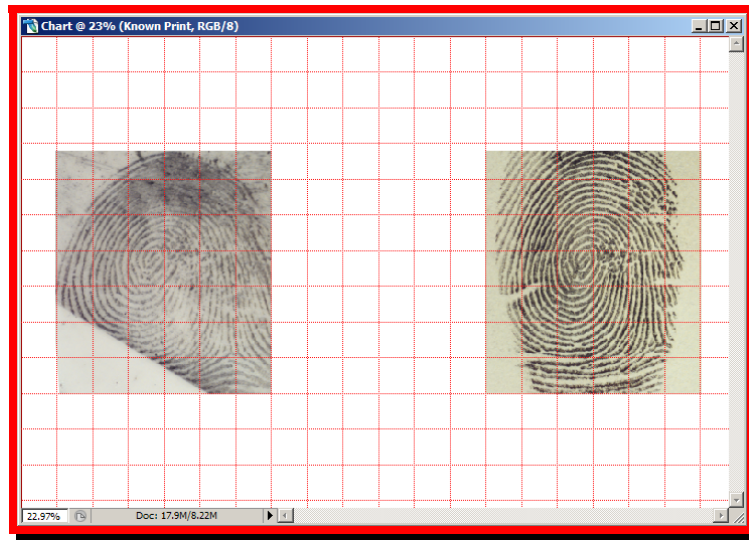 Chart @ 23% (Known Print, RGB/8)
22.97% Doc: 17.9M/8.22M